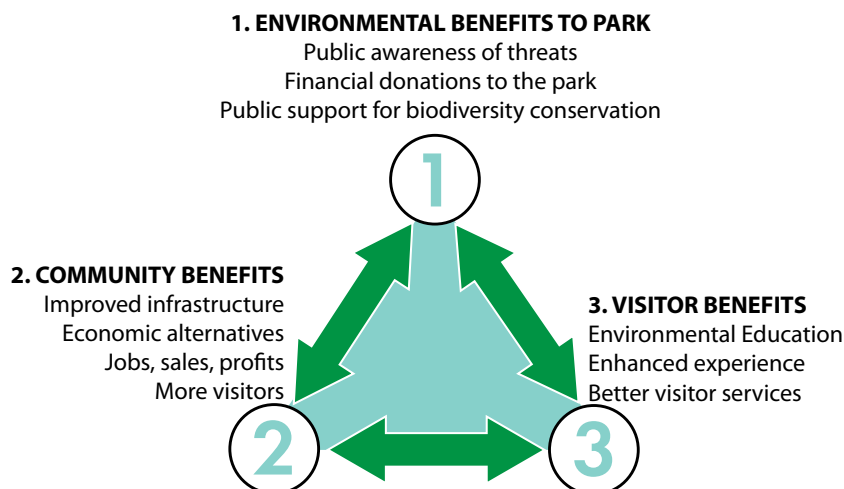 1. ENVIRONMENTAL BENEFITS TO PARK
Public awareness of threats
Financial donations to the park
Public support for biodiversity conservation
1
2. COMMUNITY BENEFITS
Improved infrastructure
Economic alternatives
Jobs, sales, profits
More visitors
2
3. VISITOR BENEFITS
Environmental Education
Enhanced experience
Better visitor services
3